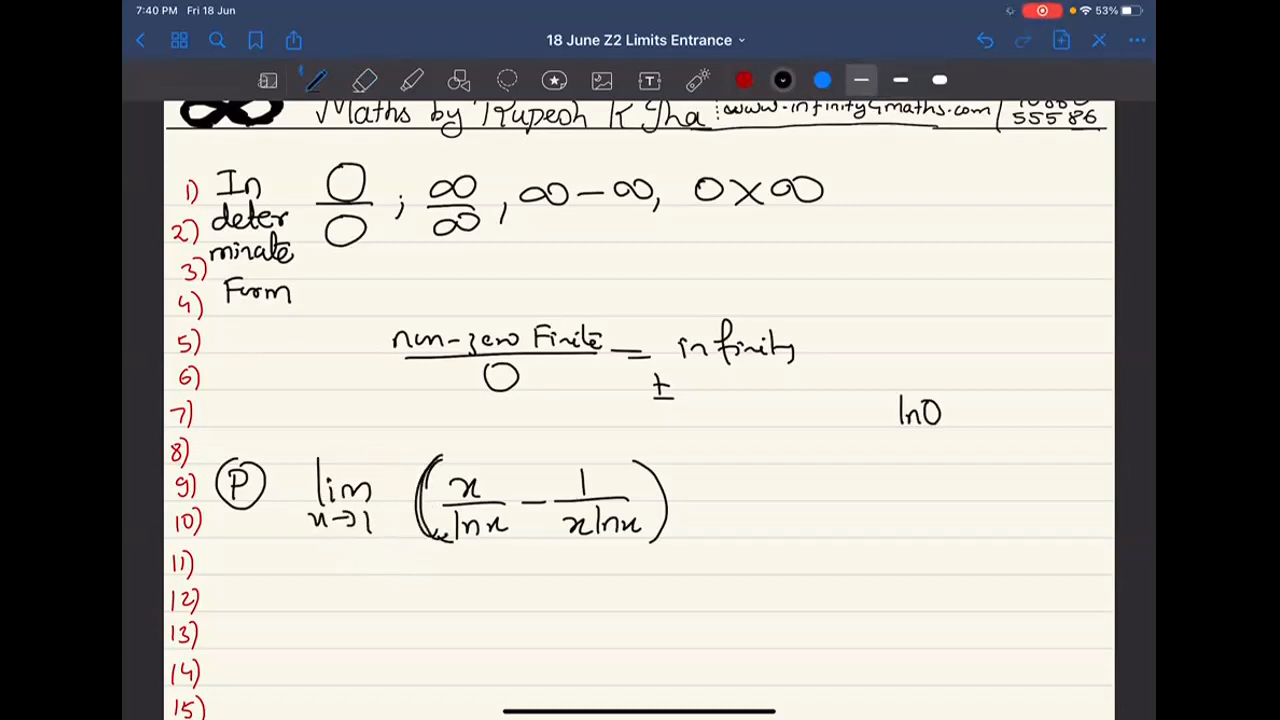 7:40 PM Fri 18 Jun
53%
18 June Z2 Limits Entrance
Maths by Rupesh K Jha www.infinity4maths.com
55586
1) In 0/0 ; ∞/∞ , ∞ – ∞, 0 × ∞
2) deter
minate
3)
Form
4)
5) non-zero Finite / 0 = ± infinity
6)
7) ln0
8)
9) P lim x→1 (x/lnx – 1/xlnx)
10)
11)
12)
13)
14)
15)